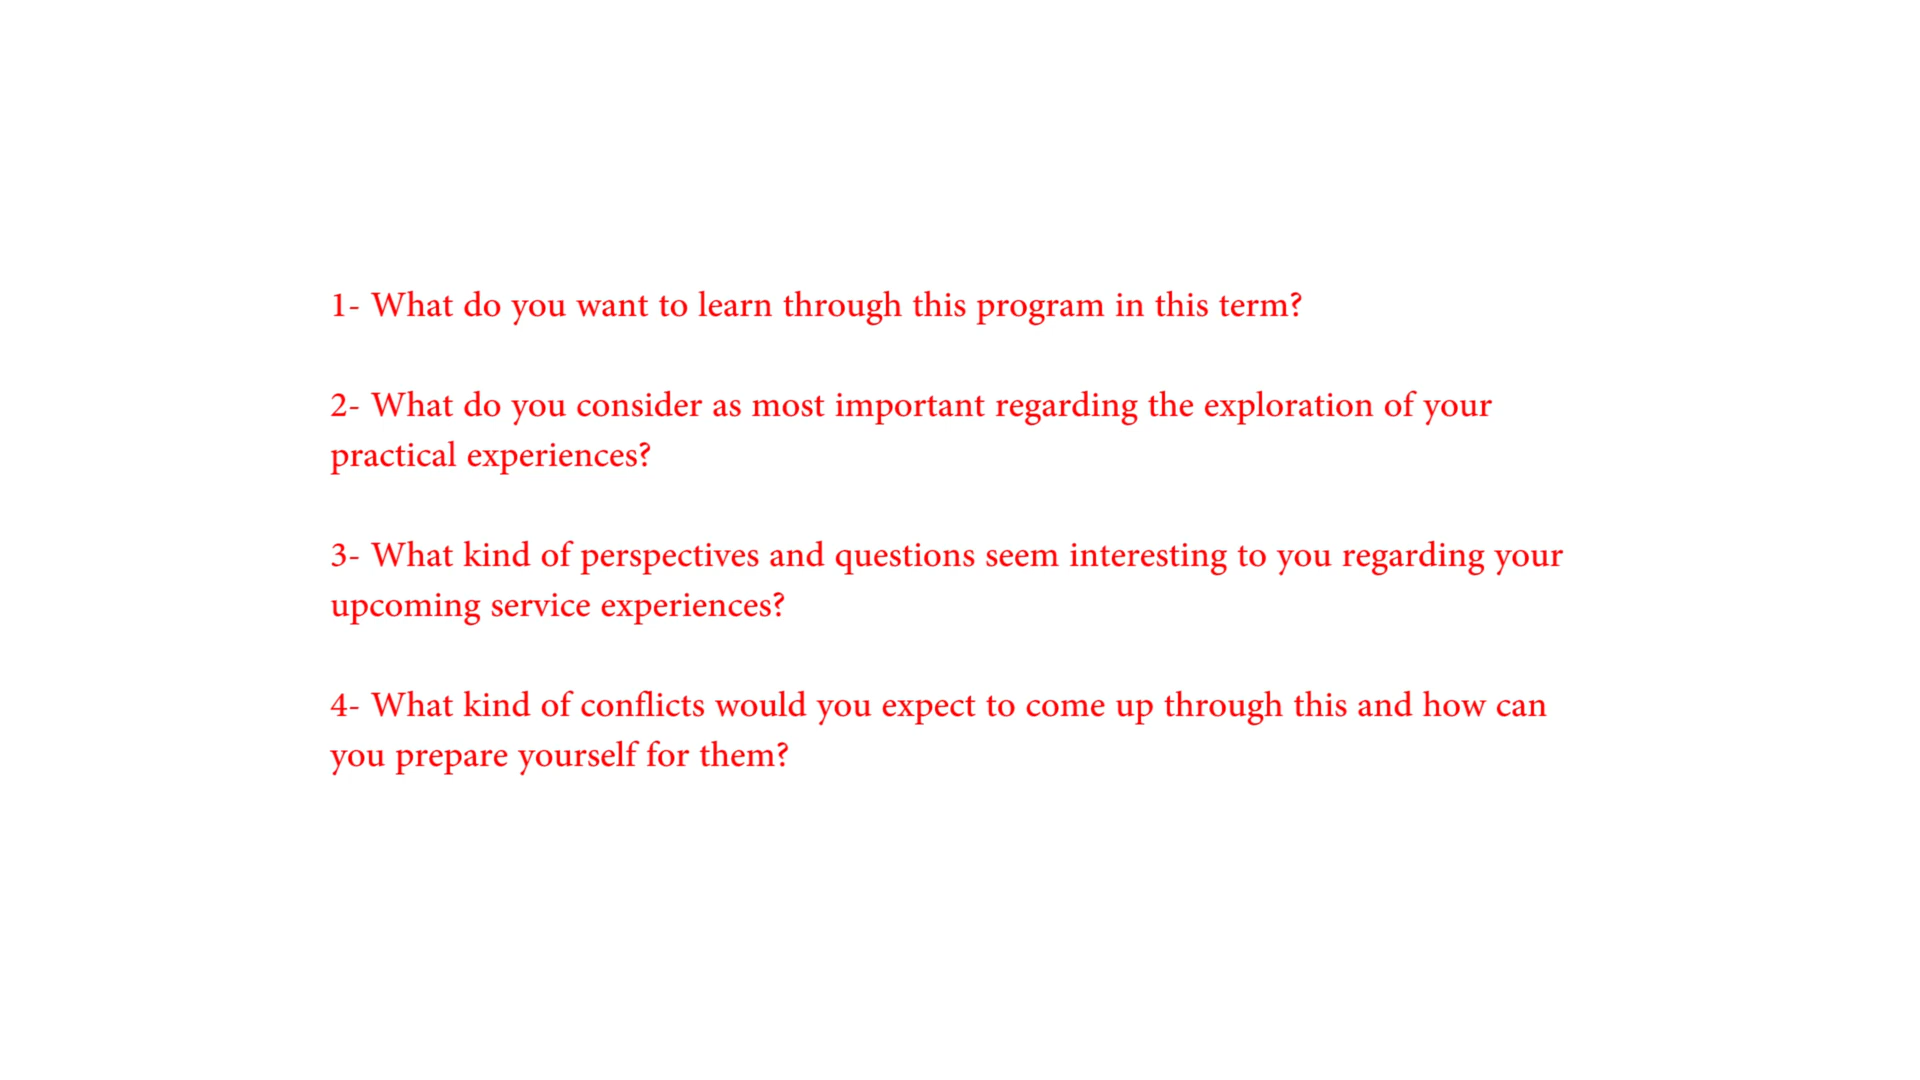 1- What do you want to learn through this program in this term?
2- What do you consider as most important regarding the exploration of your
practical experiences?
3- What kind of perspectives and questions seem interesting to you regarding your
upcoming service experiences?
4- What kind of conflicts would you expect to come up through this and how can
you prepare yourself for them?